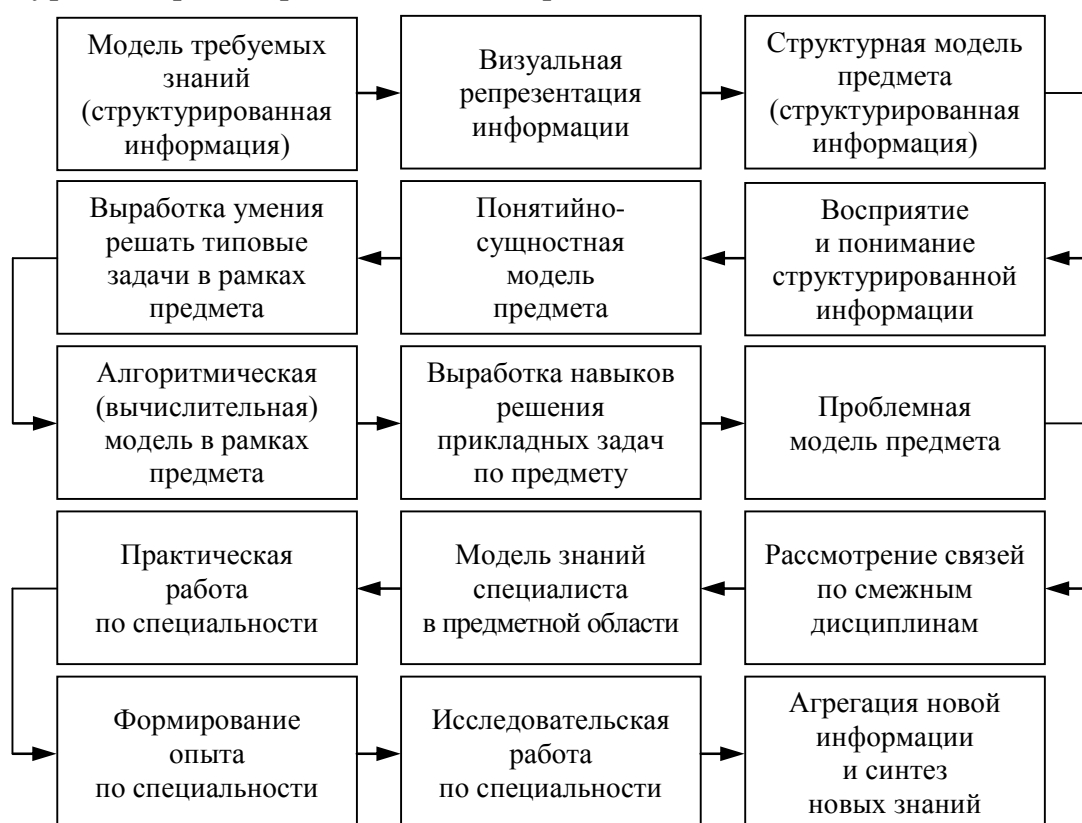 Модель требуемых
знаний
(структурированная
информация)
Визуальная
репрезентация
информации
Структурная модель
предмета
(структурированная
информация)
Выработка умения
решать типовые
задачи в рамках
предмета
Понятийно-
сущностная
модель
предмета
Восприятие
и понимание
структурированной
информации
Алгоритмическая
(вычислительная)
модель в рамках
предмета
Выработка навыков
решения
прикладных задач
по предмету
Проблемная
модель предмета
Практическая
работа
по специальности
Модель знаний
специалиста
в предметной области
Рассмотрение связей
по смежным
дисциплинам
Формирование
опыта
по специальности
Исследовательская
работа
по специальности
Агрегация новой
информации
и синтез
новых знаний